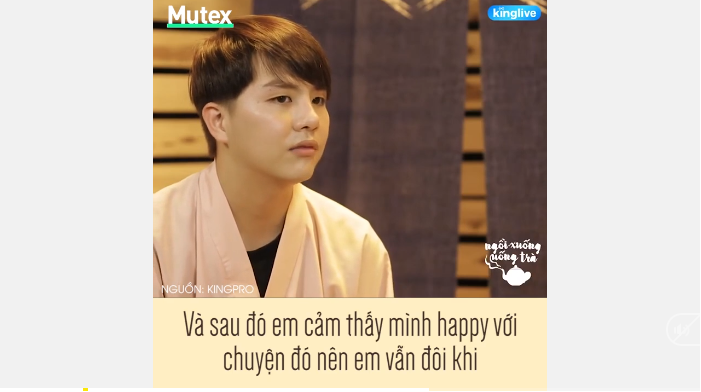 Mutex
kinglive
ngồi xuống
uống trà
NGUỒN: KINGPRO
Và sau đó em cảm thấy mình happy với
chuyện đó nên em vẫn đôi khi